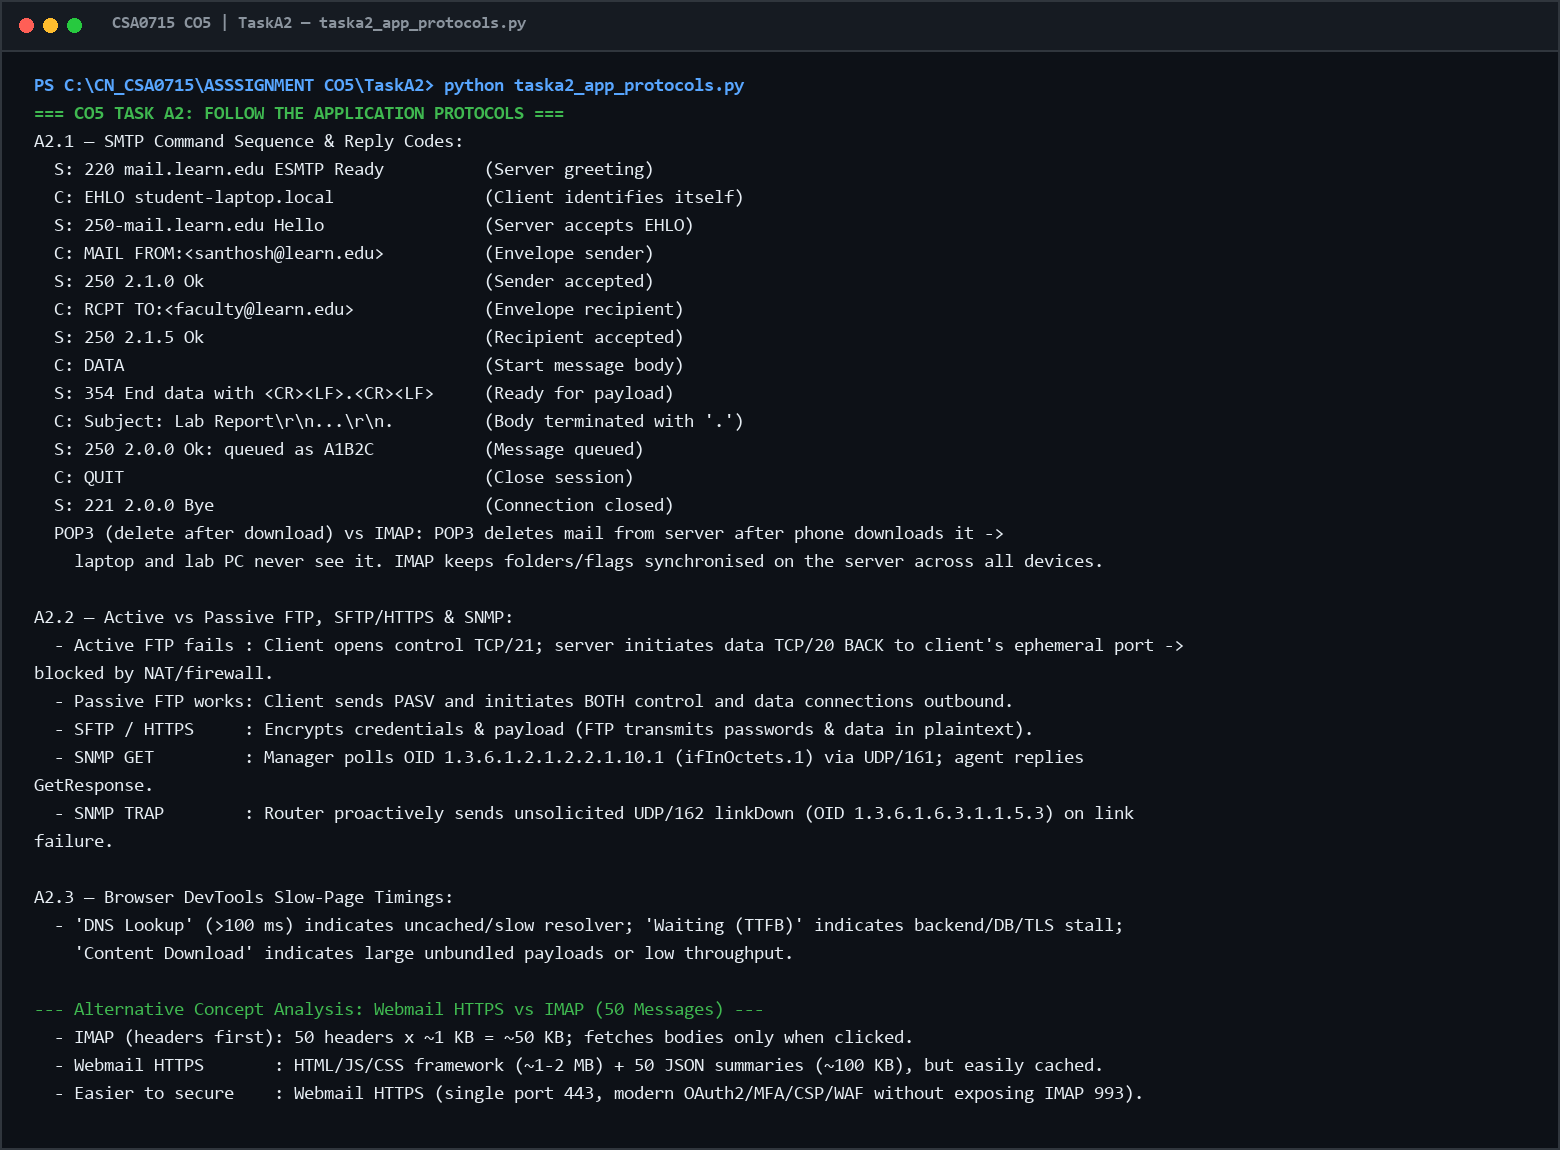 CSA0715 CO5 | TaskA2 — taska2_app_protocols.py
PS C:\CN_CSA0715\ASSSIGNMENT CO5\TaskA2> python taska2_app_protocols.py
=== CO5 TASK A2: FOLLOW THE APPLICATION PROTOCOLS ===
A2.1 — SMTP Command Sequence & Reply Codes:
  S: 220 mail.learn.edu ESMTP Ready          (Server greeting)
  C: EHLO student-laptop.local               (Client identifies itself)
  S: 250-mail.learn.edu Hello                (Server accepts EHLO)
  C: MAIL FROM:<santhosh@learn.edu>          (Envelope sender)
  S: 250 2.1.0 Ok                            (Sender accepted)
  C: RCPT TO:<faculty@learn.edu>             (Envelope recipient)
  S: 250 2.1.5 Ok                            (Recipient accepted)
  C: DATA                                    (Start message body)
  S: 354 End data with <CR><LF>.<CR><LF>     (Ready for payload)
  C: Subject: Lab Report\r\n...\r\n.         (Body terminated with '.')
  S: 250 2.0.0 Ok: queued as A1B2C           (Message queued)
  C: QUIT                                    (Close session)
  S: 221 2.0.0 Bye                           (Connection closed)
  POP3 (delete after download) vs IMAP: POP3 deletes mail from server after phone downloads it ->
    laptop and lab PC never see it. IMAP keeps folders/flags synchronised on the server across all devices.
A2.2 — Active vs Passive FTP, SFTP/HTTPS & SNMP:
  - Active FTP fails : Client opens control TCP/21; server initiates data TCP/20 BACK to client's ephemeral port ->
blocked by NAT/firewall.
  - Passive FTP works: Client sends PASV and initiates BOTH control and data connections outbound.
  - SFTP / HTTPS     : Encrypts credentials & payload (FTP transmits passwords & data in plaintext).
  - SNMP GET         : Manager polls OID 1.3.6.1.2.1.2.2.1.10.1 (ifInOctets.1) via UDP/161; agent replies
GetResponse.
  - SNMP TRAP        : Router proactively sends unsolicited UDP/162 linkDown (OID 1.3.6.1.6.3.1.1.5.3) on link
failure.
A2.3 — Browser DevTools Slow-Page Timings:
  - 'DNS Lookup' (>100 ms) indicates uncached/slow resolver; 'Waiting (TTFB)' indicates backend/DB/TLS stall;
    'Content Download' indicates large unbundled payloads or low throughput.
--- Alternative Concept Analysis: Webmail HTTPS vs IMAP (50 Messages) ---
  - IMAP (headers first): 50 headers x ~1 KB = ~50 KB; fetches bodies only when clicked.
  - Webmail HTTPS       : HTML/JS/CSS framework (~1-2 MB) + 50 JSON summaries (~100 KB), but easily cached.
  - Easier to secure    : Webmail HTTPS (single port 443, modern OAuth2/MFA/CSP/WAF without exposing IMAP 993).